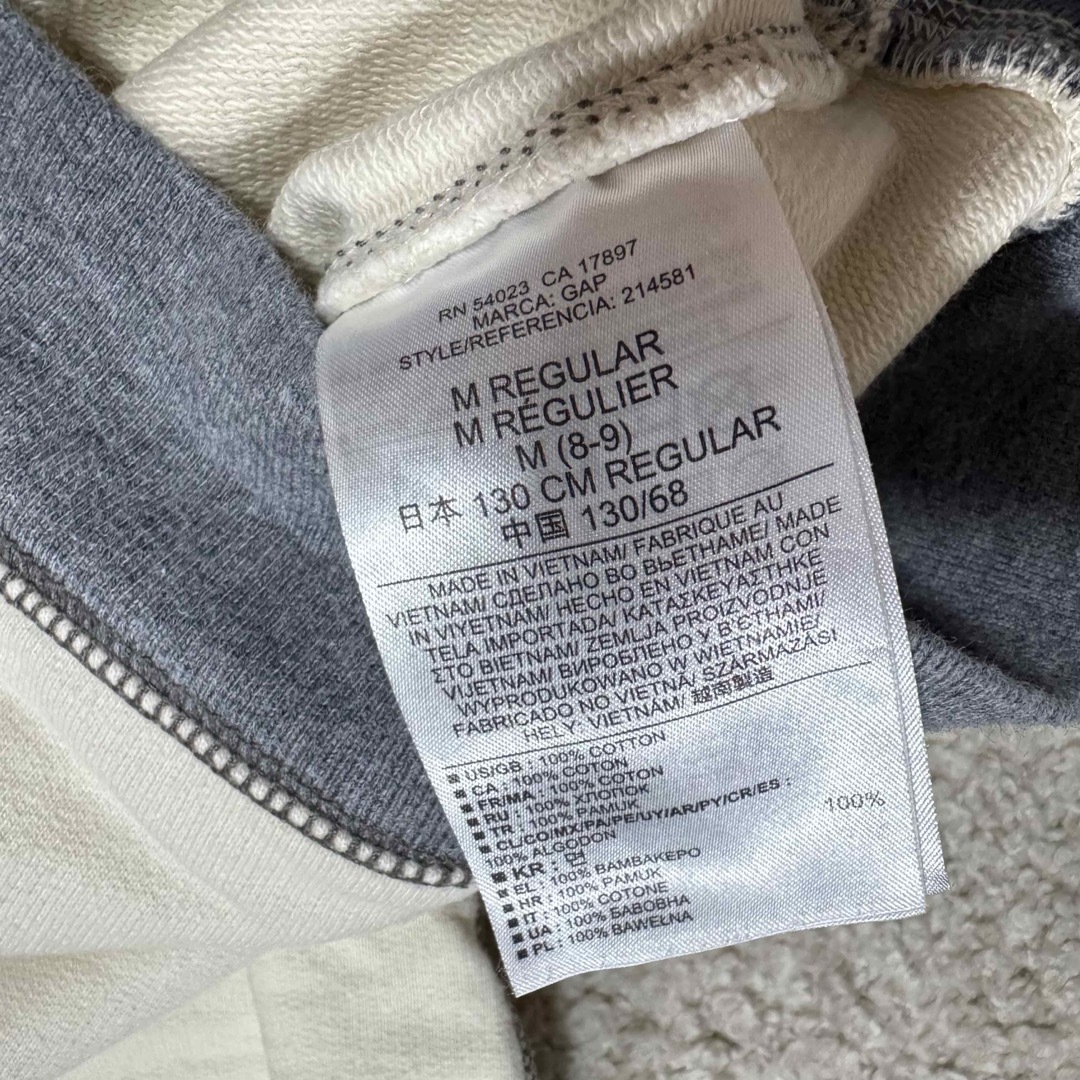 RN 54023 CA 17897
MARCA: GAP
STYLE/REFERENCIA: 214581
M REGULAR
M RÉGULIER
M (8-9)
日本 130 CM REGULAR
中国 130/68
MADE IN VIETNAM/ FABRIQUE AU
VIETNAM/ СДЕЛАНО ВО ВЬЕТНАМЕ/ MADE
IN VIYETNAM/ HECHO EN VIETNAM CON
TELA IMPORTADA/ ΚΑΤΑΣΚΕΥΑΣΤΗΚΕ
ΣΤΟ ΒΙΕΤΝΑΜ/ ZEMLJA PROIZVODNJE
VIJETNAM/ ВИРОБЛЕНО У В'ЄТНАМІ/
WYPRODUKOWANO W WIETNAMIE/
FABRICADO NO VIETNÃ/ SZÁRMAZÁSI
HELY: VIETNÁM/ 越南製造
▪ US/GB : 100% COTTON
▪ CA : 100% COTON
▪ FR/MA : 100% COTON
▪ RU : 100% ХЛОПОК
▪ TR : 100% PAMUK
▪ CL/CO/MX/PA/PE/UY/AR/PY/CR/ES :
100% ALGODON
▪ KR : 면 100%
▪ EL : 100% ΒΑΜΒΑΚΕΡΟ
▪ HR : 100% PAMUK
▪ IT : 100% COTONE
▪ UA : 100% БАВОВНА
▪ PL : 100% BAWEŁNA